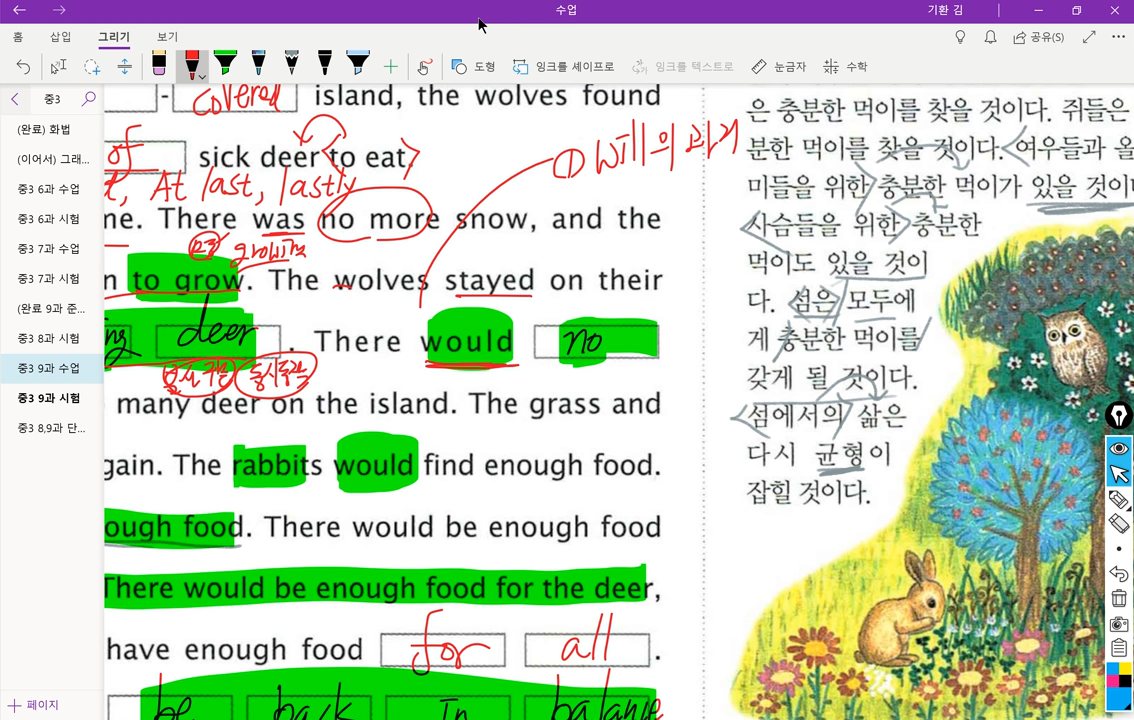 수업
기환 김
홈 삽입 그리기 보기
공유(S)
도형 잉크를 셰이프로 잉크를 텍스트로 눈금자 수학
중3
(완료) 화법
(이어서) 그래...
중3 6과 수업
중3 6과 시험
중3 7과 수업
중3 7과 시험
(완료 9과 준...
중3 8과 시험
중3 9과 수업
중3 9과 시험
중3 8,9과 단...
페이지
- covered island, the wolves found
of sick deer to eat,
At last, lastly
me. There was no more snow, and the
growing
n to grow. The wolves stayed on their
ing deer . There would no
many deer on the island. The grass and
gain. The rabbits would find enough food.
ough food. There would be enough food
There would be enough food for the deer,
have enough food for all .
be back in balance
① will의 과거
은 충분한 먹이를 찾을 것이다. 쥐들은
분한 먹이를 찾을 것이다. 여우들과 올
미들을 위한 충분한 먹이가 있을 것이
사슴들을 위한 충분한
먹이도 있을 것이
다. 섬은 모두에
게 충분한 먹이를
갖게 될 것이다.
섬에서의 삶은
다시 균형이
잡힐 것이다.